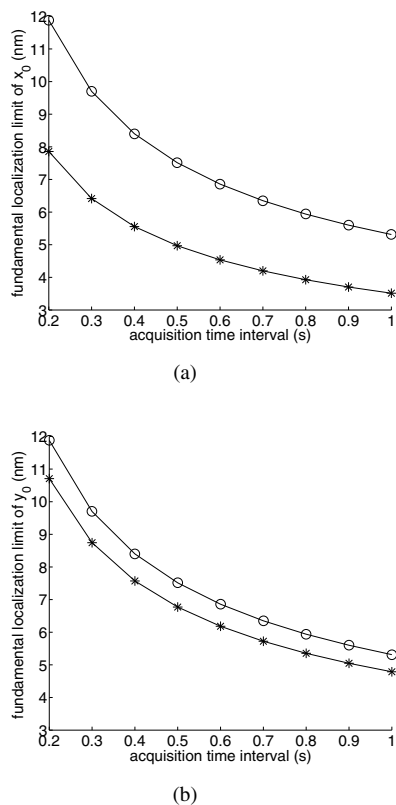 12
11
10
9
8
7
6
5
4
3
fundamental localization limit of x_0 (nm)
0.2 0.3 0.4 0.5 0.6 0.7 0.8 0.9 1
acquisition time interval (s)
(a)
12
11
10
9
8
7
6
5
4
3
fundamental localization limit of y_0 (nm)
0.2 0.3 0.4 0.5 0.6 0.7 0.8 0.9 1
acquisition time interval (s)
(b)